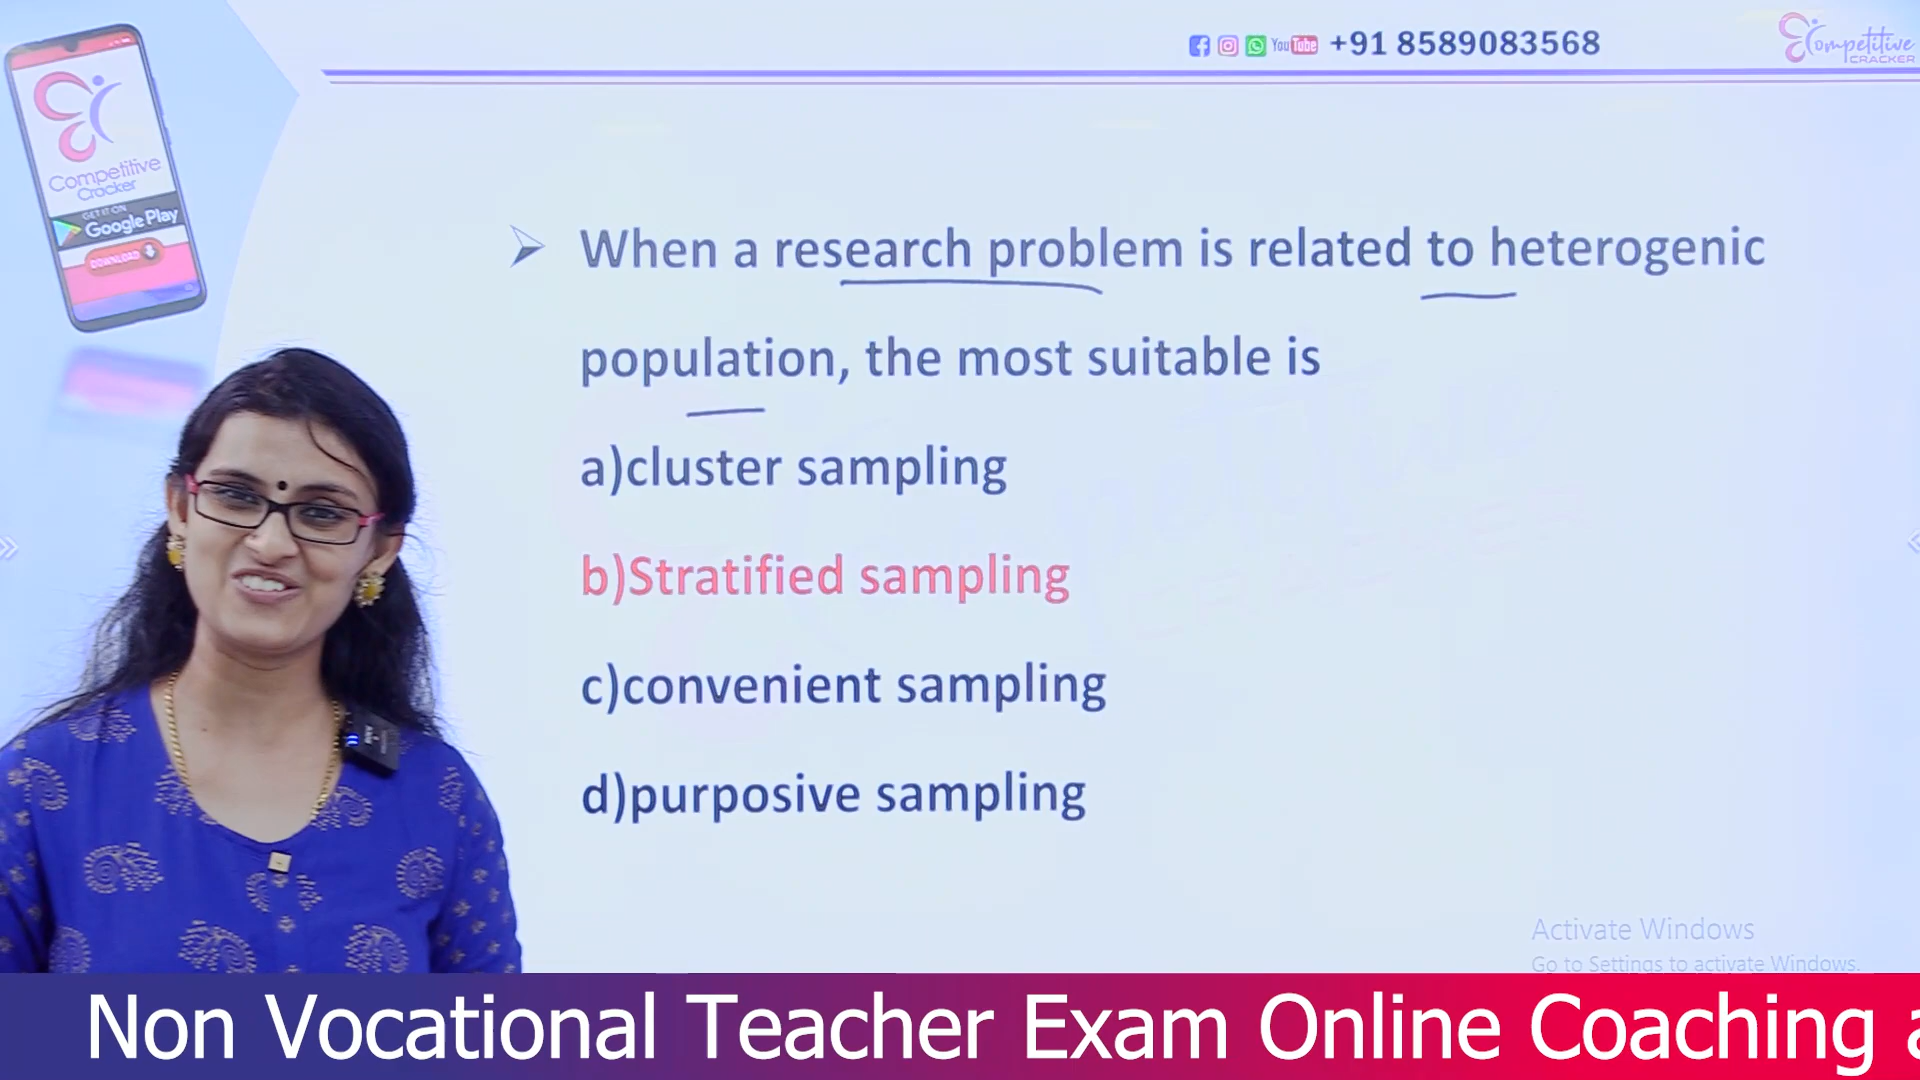 You Tube +91 8589083568
Competitive
CRACKER
Competitive
Cracker
GET IT ON
Google Play
DOWNLOAD
When a research problem is related to heterogenic
population, the most suitable is
a)cluster sampling
b)Stratified sampling
c)convenient sampling
d)purposive sampling
Activate Windows
Go to Settings to activate Windows.
Non Vocational Teacher Exam Online Coaching a